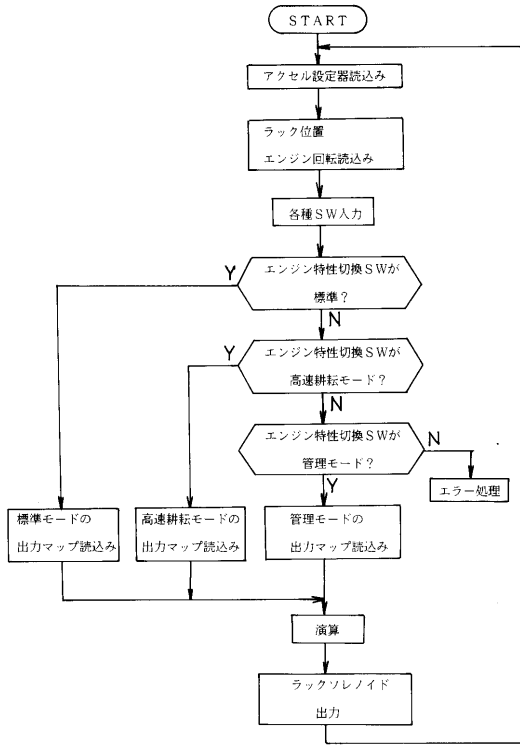 START
アクセル設定器読込み
ラック位置
エンジン回転読込み
各種SW入力
エンジン特性切換SWが
標準?
Y
N
エンジン特性切換SWが
高速耕耘モード?
Y
N
エンジン特性切換SWが
管理モード?
N
Y
エラー処理
標準モードの
出力マップ読込み
高速耕耘モードの
出力マップ読込み
管理モードの
出力マップ読込み
演算
ラックソレノイド
出力